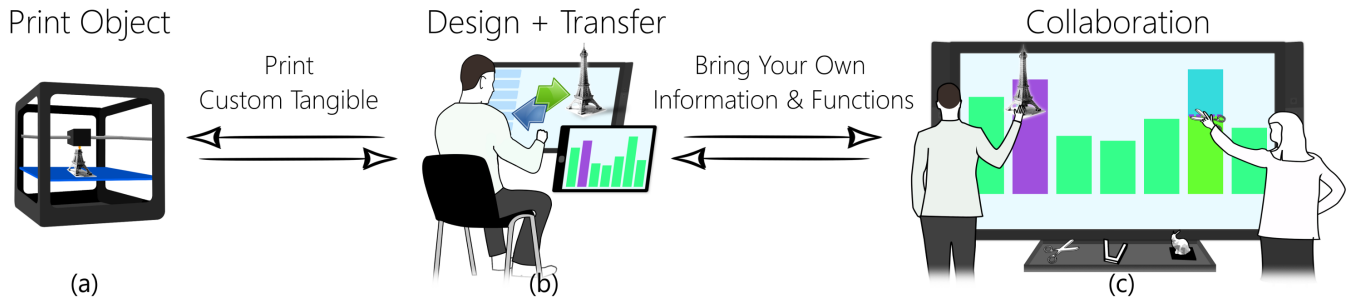 Print Object
Design + Transfer
Collaboration
Print
Custom Tangible
Bring Your Own
Information & Functions
(a)
(b)
(c)